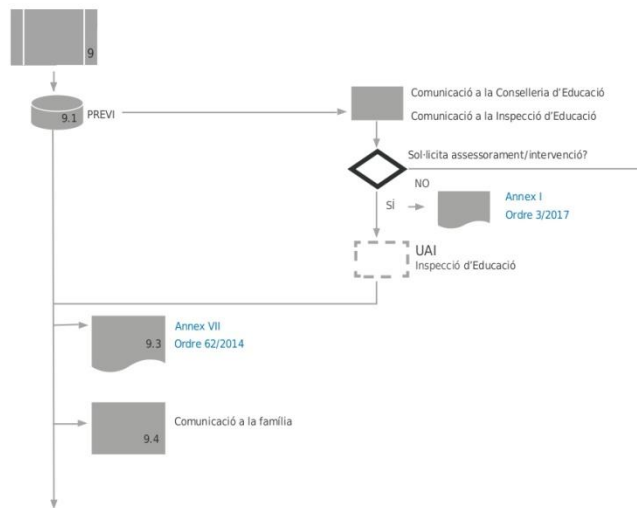 9
9.1
PREVI
Comunicació a la Conselleria d'Educació
Comunicació a la Inspecció d'Educació
Sol·licita assessorament/intervenció?
NO
SÍ
Annex I
Ordre 3/2017
UAI
Inspecció d'Educació
9.3
Annex VII
Ordre 62/2014
9.4
Comunicació a la família